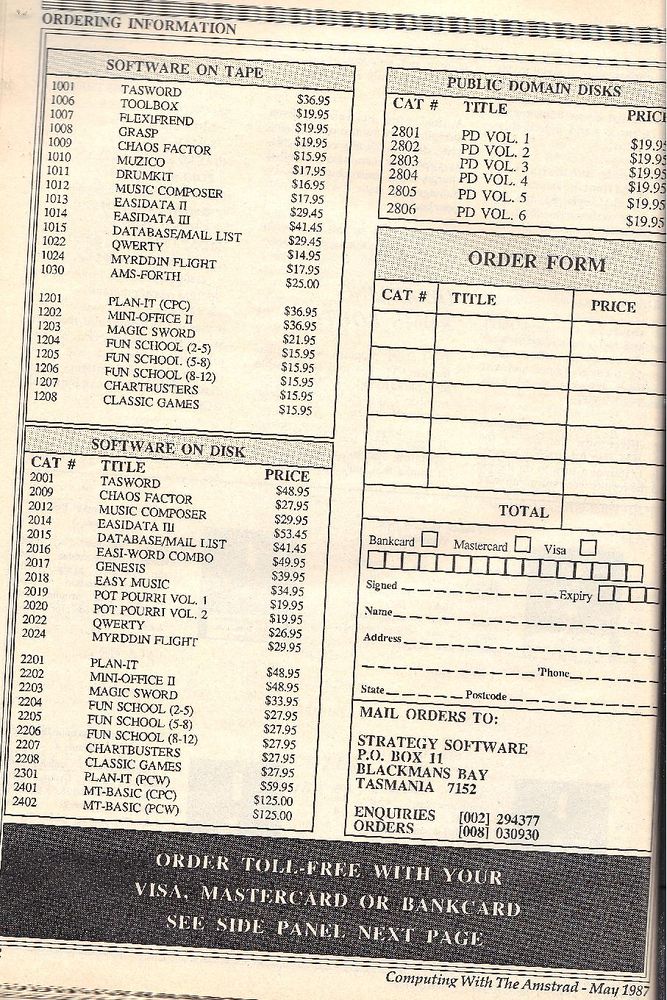 ORDERING INFORMATION
SOFTWARE ON TAPE
1001 TASWORD $36.95
1006 TOOLBOX $19.95
1007 FLEXIFREND $19.95
1008 GRASP $19.95
1009 CHAOS FACTOR $15.95
1010 MUZICO $17.95
1011 DRUMKIT $16.95
1012 MUSIC COMPOSER $17.95
1013 EASIDATA II $29.45
1014 EASIDATA III $41.45
1015 DATABASE/MAIL LIST $29.45
1022 QWERTY $14.95
1024 MYRDDIN FLIGHT $17.95
1030 AMS-FORTH $25.00
1201 PLAN-IT (CPC) $36.95
1202 MINI-OFFICE II $36.95
1203 MAGIC SWORD $21.95
1204 FUN SCHOOL (2-5) $15.95
1205 FUN SCHOOL (5-8) $15.95
1206 FUN SCHOOL (8-12) $15.95
1207 CHARTBUSTERS $15.95
1208 CLASSIC GAMES $15.95
SOFTWARE ON DISK
CAT # TITLE PRICE
2001 TASWORD $48.95
2009 CHAOS FACTOR $27.95
2012 MUSIC COMPOSER $29.95
2014 EASIDATA III $53.45
2015 DATABASE/MAIL LIST $41.45
2016 EASI-WORD COMBO $49.95
2017 GENESIS $39.95
2018 EASY MUSIC $34.95
2019 POT POURRI VOL. 1 $19.95
2020 POT POURRI VOL. 2 $19.95
2022 QWERTY $26.95
2024 MYRDDIN FLIGHT $29.95
2201 PLAN-IT $48.95
2202 MINI-OFFICE II $48.95
2203 MAGIC SWORD $33.95
2204 FUN SCHOOL (2-5) $27.95
2205 FUN SCHOOL (5-8) $27.95
2206 FUN SCHOOL (8-12) $27.95
2207 CHARTBUSTERS $27.95
2208 CLASSIC GAMES $27.95
2301 PLAN-IT (PCW) $59.95
2401 MT-BASIC (CPC) $125.00
2402 MT-BASIC (PCW) $125.00
PUBLIC DOMAIN DISKS
CAT # TITLE PRIC
2801 PD VOL. 1 $19.95
2802 PD VOL. 2 $19.95
2803 PD VOL. 3 $19.95
2804 PD VOL. 4 $19.95
2805 PD VOL. 5 $19.95
2806 PD VOL. 6 $19.95
ORDER FORM
CAT # TITLE PRICE
TOTAL
Bankcard Mastercard Visa
Signed Expiry
Name
Address
'Phone
State Postcode
MAIL ORDERS TO:
STRATEGY SOFTWARE
P.O. BOX 11
BLACKMANS BAY
TASMANIA 7152
ENQUIRIES [002] 294377
ORDERS [008] 030930
ORDER TOLL-FREE WITH YOUR
VISA, MASTERCARD OR BANKCARD
SEE SIDE PANEL NEXT PAGE
Computing With The Amstrad - May 1987